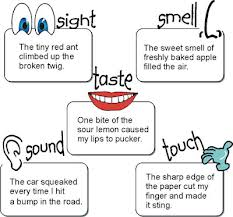 sight
smell
The tiny red ant
climbed up the
broken twig.
The sweet smell of
freshly baked apple
filled the air.
taste
One bite of the
sour lemon caused
my lips to pucker.
sound
touch
The car squeaked
every time I hit
a bump in the road.
The sharp edge of
the paper cut my
finger and made
it sting.